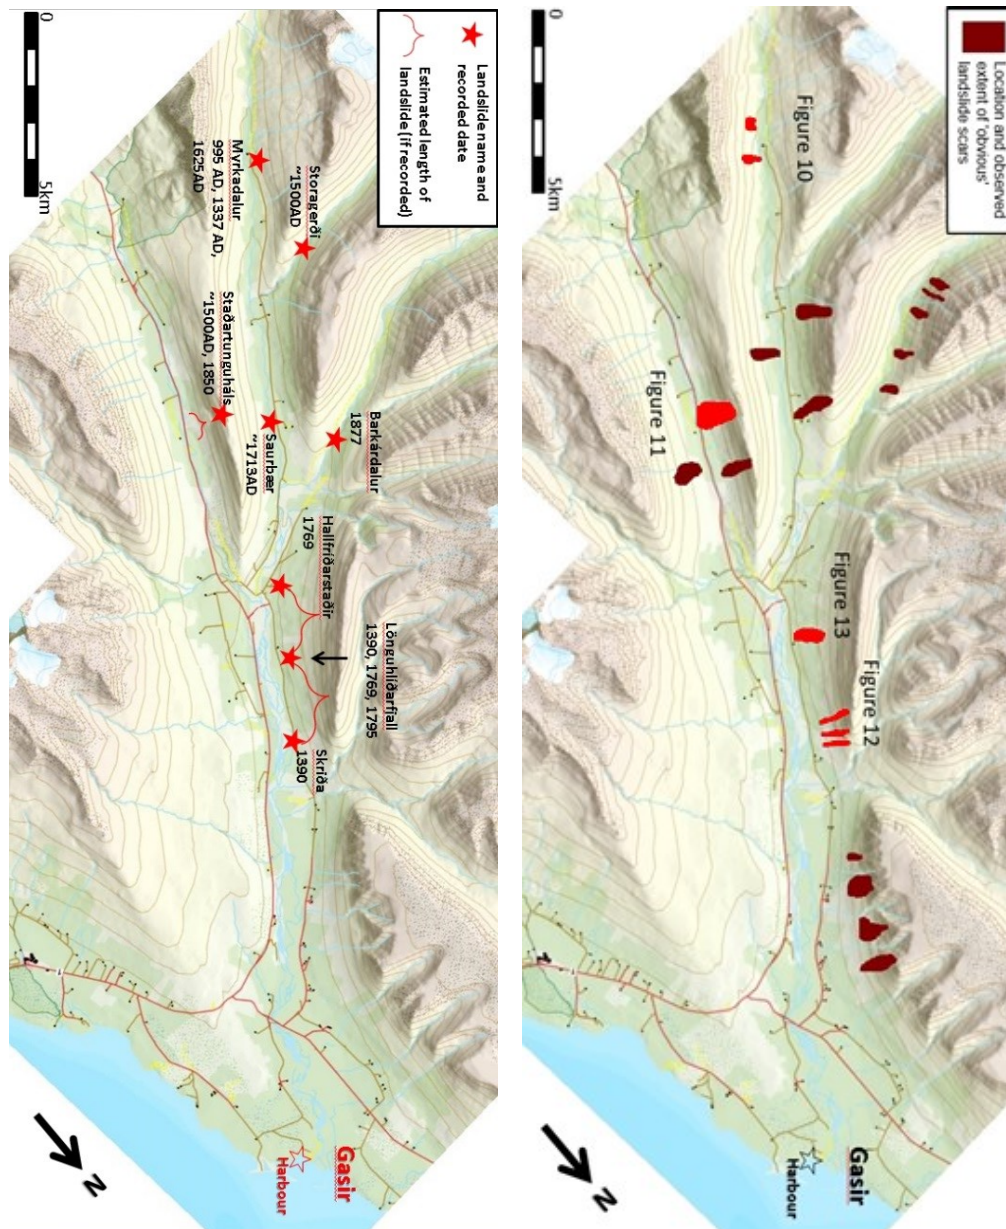 Location and observed
extent of 'obvious'
landslide scars
0
5km
Figure 10
Figure 11
Figure 13
Figure 12
Gasir
Harbour
N
Landslide name and
recorded date
Estimated length of
landslide (if recorded)
0
5km
Storagerði
~1500AD
Myrkadalur
995 AD, 1337 AD,
1625AD
Staðartunguháls
~1500AD, 1850
Barkárdalur
1877
Saurbær
~1713AD
Hallfríðarstaðir
1769
Lönguhlíðarfjall
1390, 1769, 1795
Skriða
1390
Gasir
Harbour
N